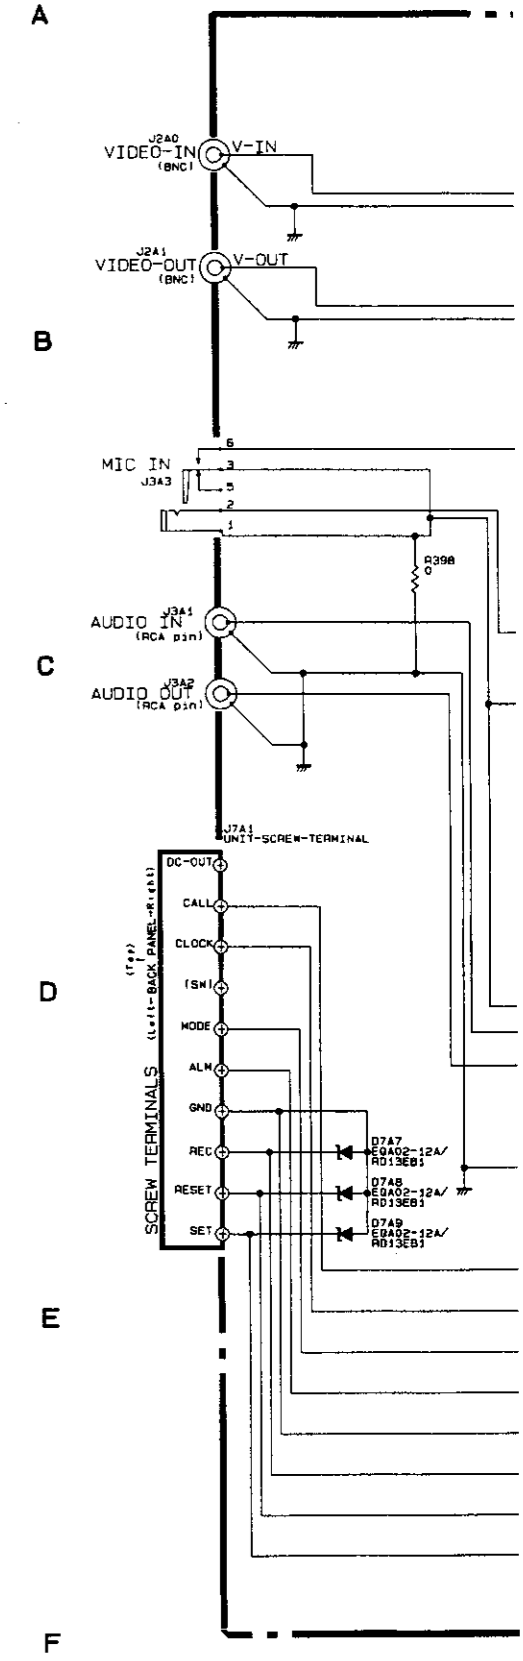 A
J2A0
VIDEO-IN
V-IN
(BNC)
J2A1
VIDEO-OUT
V-OUT
(BNC)
B
6
MIC IN
3
J3A3
5
2
1
R398
0
J3A1
AUDIO IN
(RCA pin)
C
J3A2
AUDIO OUT
(RCA pin)
J7A1
UNIT-SCREW-TERMINAL
DC-OUT
CALL
CLOCK
(SW)
MODE
ALM
GND
REC
RESET
SET
SCREW TERMINALS
(Left-BACK PANEL-Right)
(Top)
D
D7A7
EQA02-12A/
RD13EB1
D7A8
EQA02-12A/
RD13EB1
D7A9
EQA02-12A/
RD13EB1
E
F